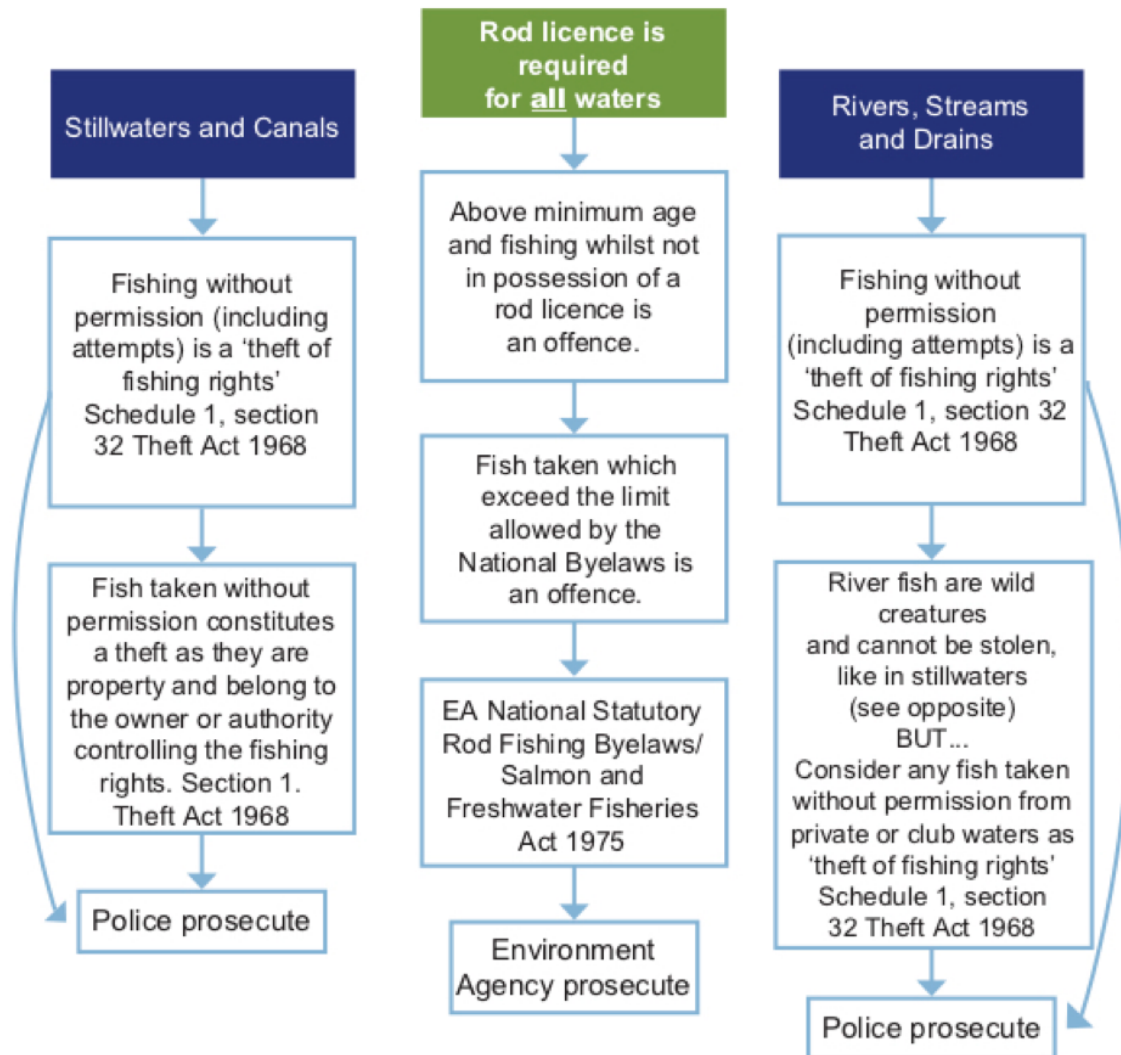 Stillwaters and Canals
Fishing without
permission (including
attempts) is a ‘theft of
fishing rights’
Schedule 1, section
32 Theft Act 1968
Fish taken without
permission constitutes
a theft as they are
property and belong to
the owner or authority
controlling the fishing
rights. Section 1.
Theft Act 1968
Police prosecute
Rod licence is
required
for all waters
Above minimum age
and fishing whilst not
in possession of a
rod licence is
an offence.
Fish taken which
exceed the limit
allowed by the
National Byelaws is
an offence.
EA National Statutory
Rod Fishing Byelaws/
Salmon and
Freshwater Fisheries
Act 1975
Environment
Agency prosecute
Rivers, Streams
and Drains
Fishing without
permission
(including attempts) is a
‘theft of fishing rights’
Schedule 1, section 32
Theft Act 1968
River fish are wild
creatures
and cannot be stolen,
like in stillwaters
(see opposite)
BUT...
Consider any fish taken
without permission from
private or club waters as
‘theft of fishing rights’
Schedule 1, section
32 Theft Act 1968
Police prosecute